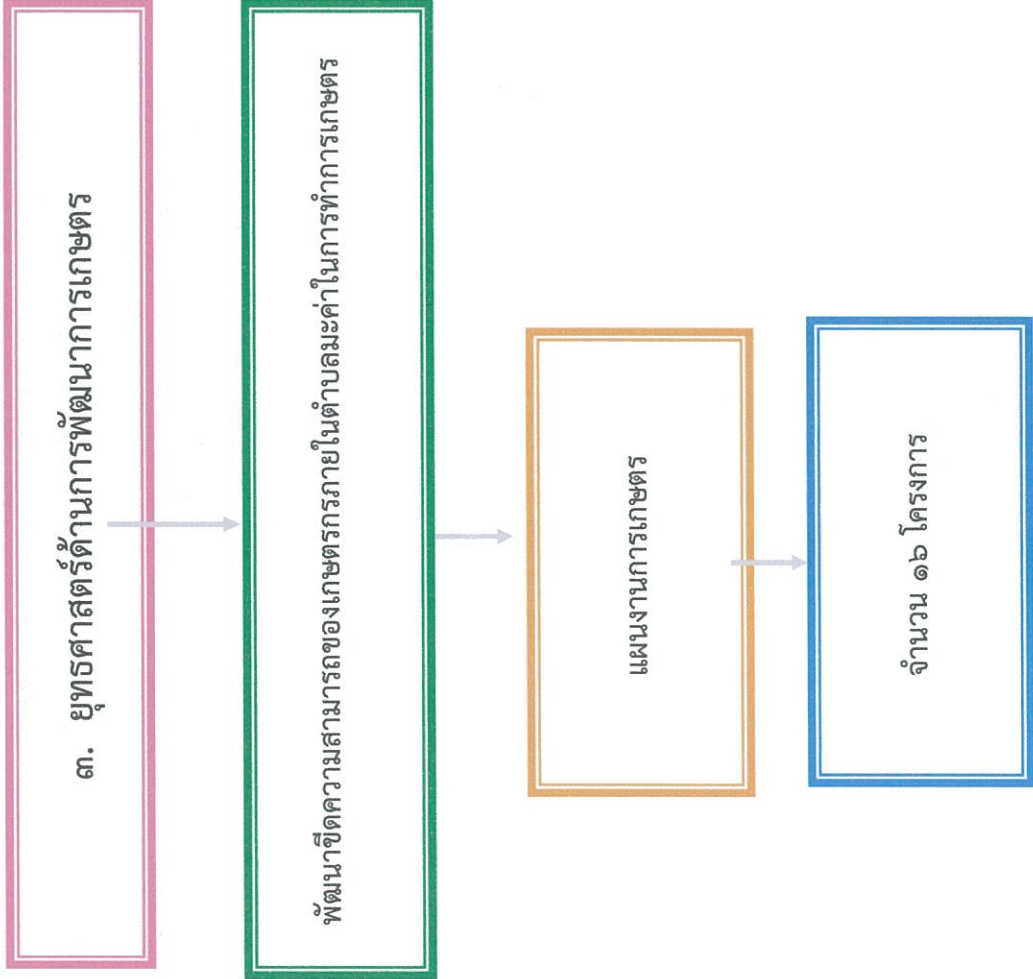 ๓. ยุทธศาสตร์ด้านการพัฒนาการเกษตร
พัฒนาขีดความสามารถของเกษตรกรภายในตำบลมะค่าในการทำการเกษตร
แผนงานการเกษตร
จำนวน ๑๖ โครงการ